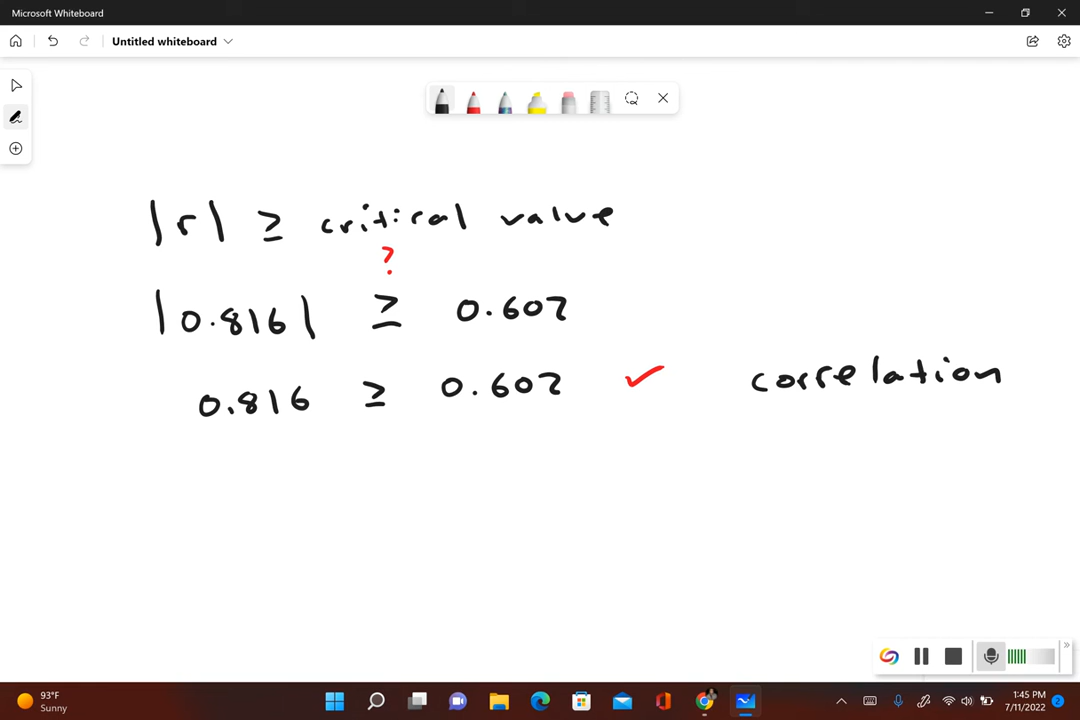 Microsoft Whiteboard
Untitled whiteboard
|r| ≥ critical value
?
|0.816| ≥ 0.602
0.816 ≥ 0.602 ✓ correlation
93°F
Sunny
1:45 PM
7/11/2022
2